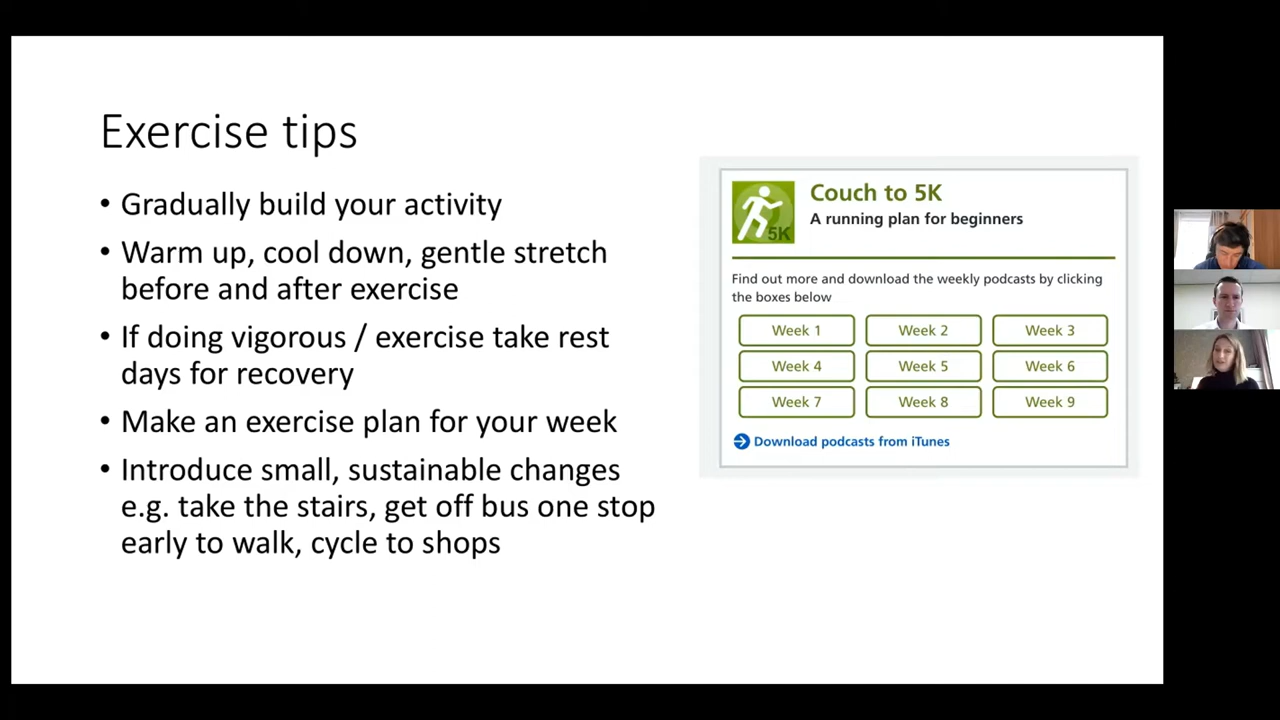 Exercise tips
• Gradually build your activity
• Warm up, cool down, gentle stretch
before and after exercise
• If doing vigorous / exercise take rest
days for recovery
• Make an exercise plan for your week
• Introduce small, sustainable changes
e.g. take the stairs, get off bus one stop
early to walk, cycle to shops
5K
Couch to 5K
A running plan for beginners
Find out more and download the weekly podcasts by clicking
the boxes below
Week 1 Week 2 Week 3
Week 4 Week 5 Week 6
Week 7 Week 8 Week 9
Download podcasts from iTunes